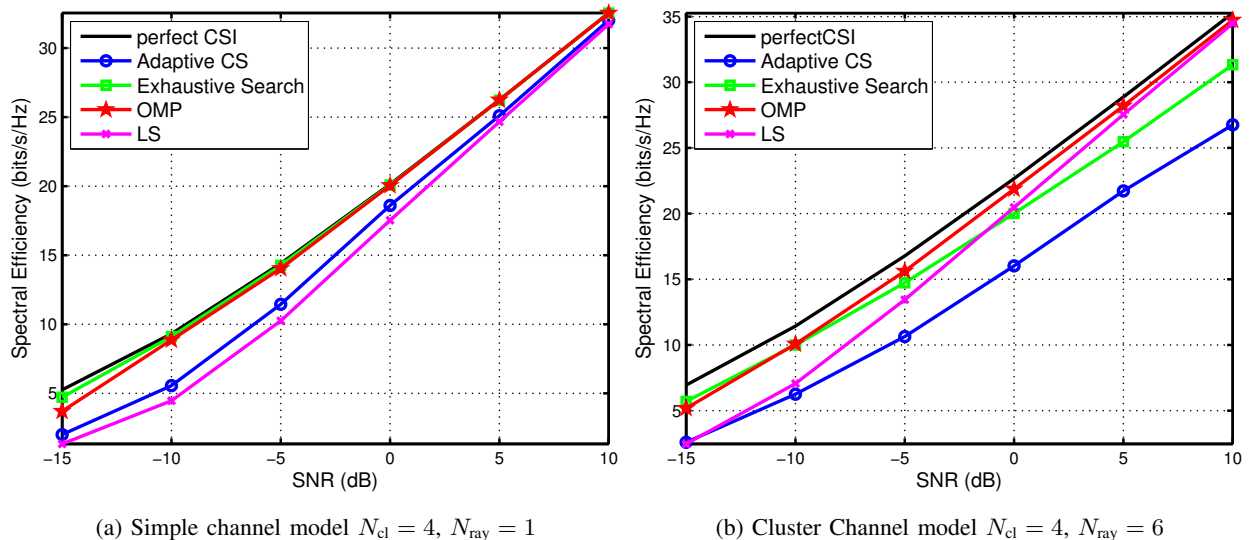 perfect CSI
Adaptive CS
Exhaustive Search
OMP
LS
Spectral Efficiency (bits/s/Hz)
30
25
20
15
10
5
−15 −10 −5 0 5 10
SNR (dB)
(a) Simple channel model N_cl = 4, N_ray = 1
perfectCSI
Adaptive CS
Exhaustive Search
OMP
LS
Spectral Efficiency (bits/s/Hz)
35
30
25
20
15
10
5
−15 −10 −5 0 5 10
SNR (dB)
(b) Cluster Channel model N_cl = 4, N_ray = 6